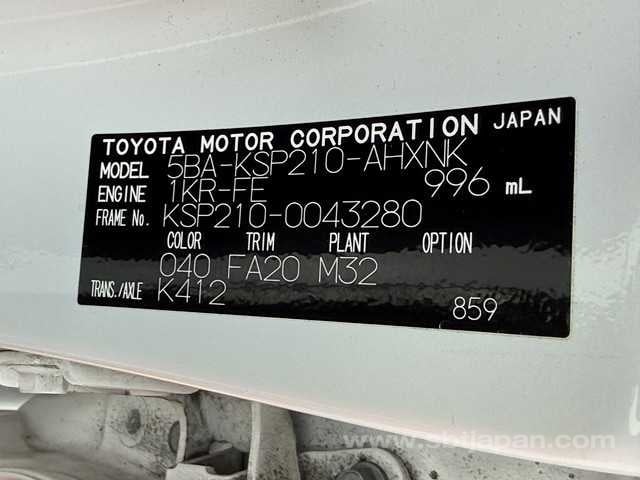 TOYOTA MOTOR CORPORATION JAPAN
MODEL 5BA-KSP210-AHXNK
ENGINE 1KR-FE 996 mL
FRAME No. KSP210-0043280
COLOR TRIM PLANT OPTION
040 FA20 M32
TRANS./AXLE K412
859
www.sbtjapan.com